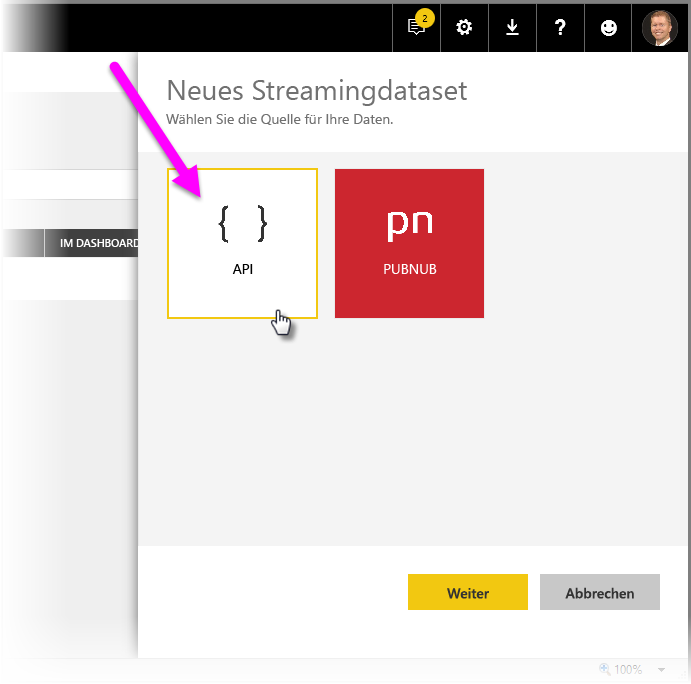 2
?
Neues Streamingdataset
Wählen Sie die Quelle für Ihre Daten.
{ }
pn
API
PUBNUB
IM DASHBOARD
Weiter
Abbrechen
100%